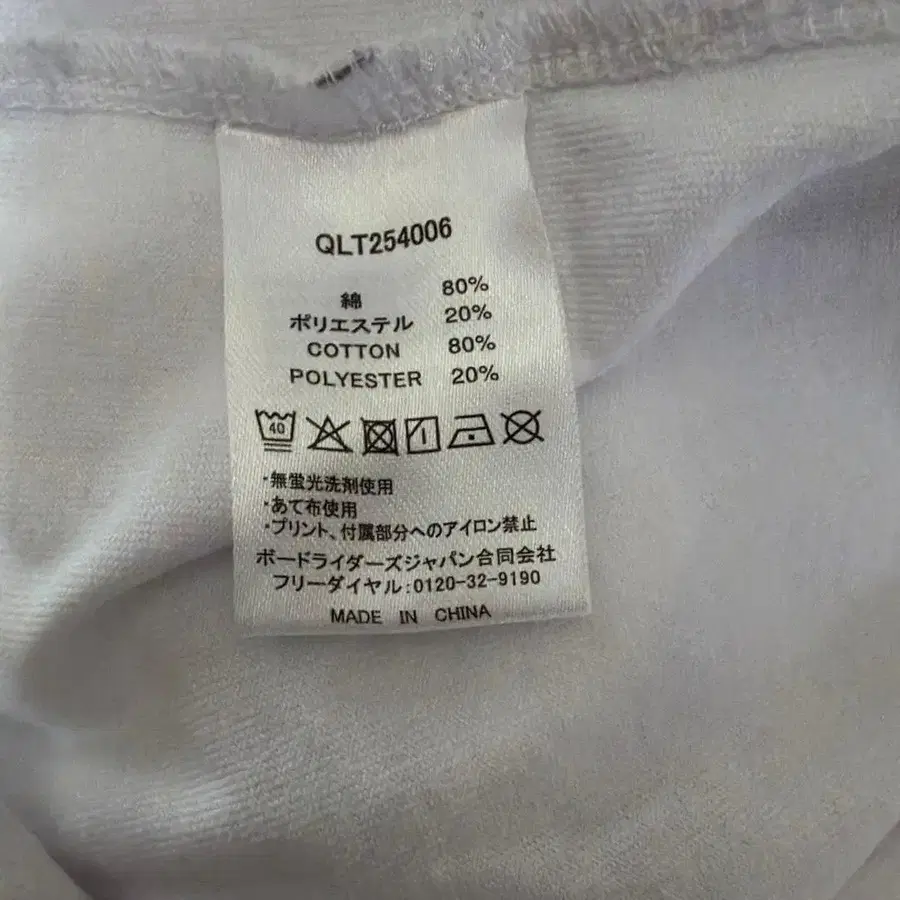 QLT254006
綿 80%
ポリエステル 20%
COTTON 80%
POLYESTER 20%
40
・無蛍光洗剤使用
・あて布使用
・プリント、付属部分へのアイロン禁止
ボードライダーズジャパン合同会社
フリーダイヤル:0120-32-9190
MADE IN CHINA